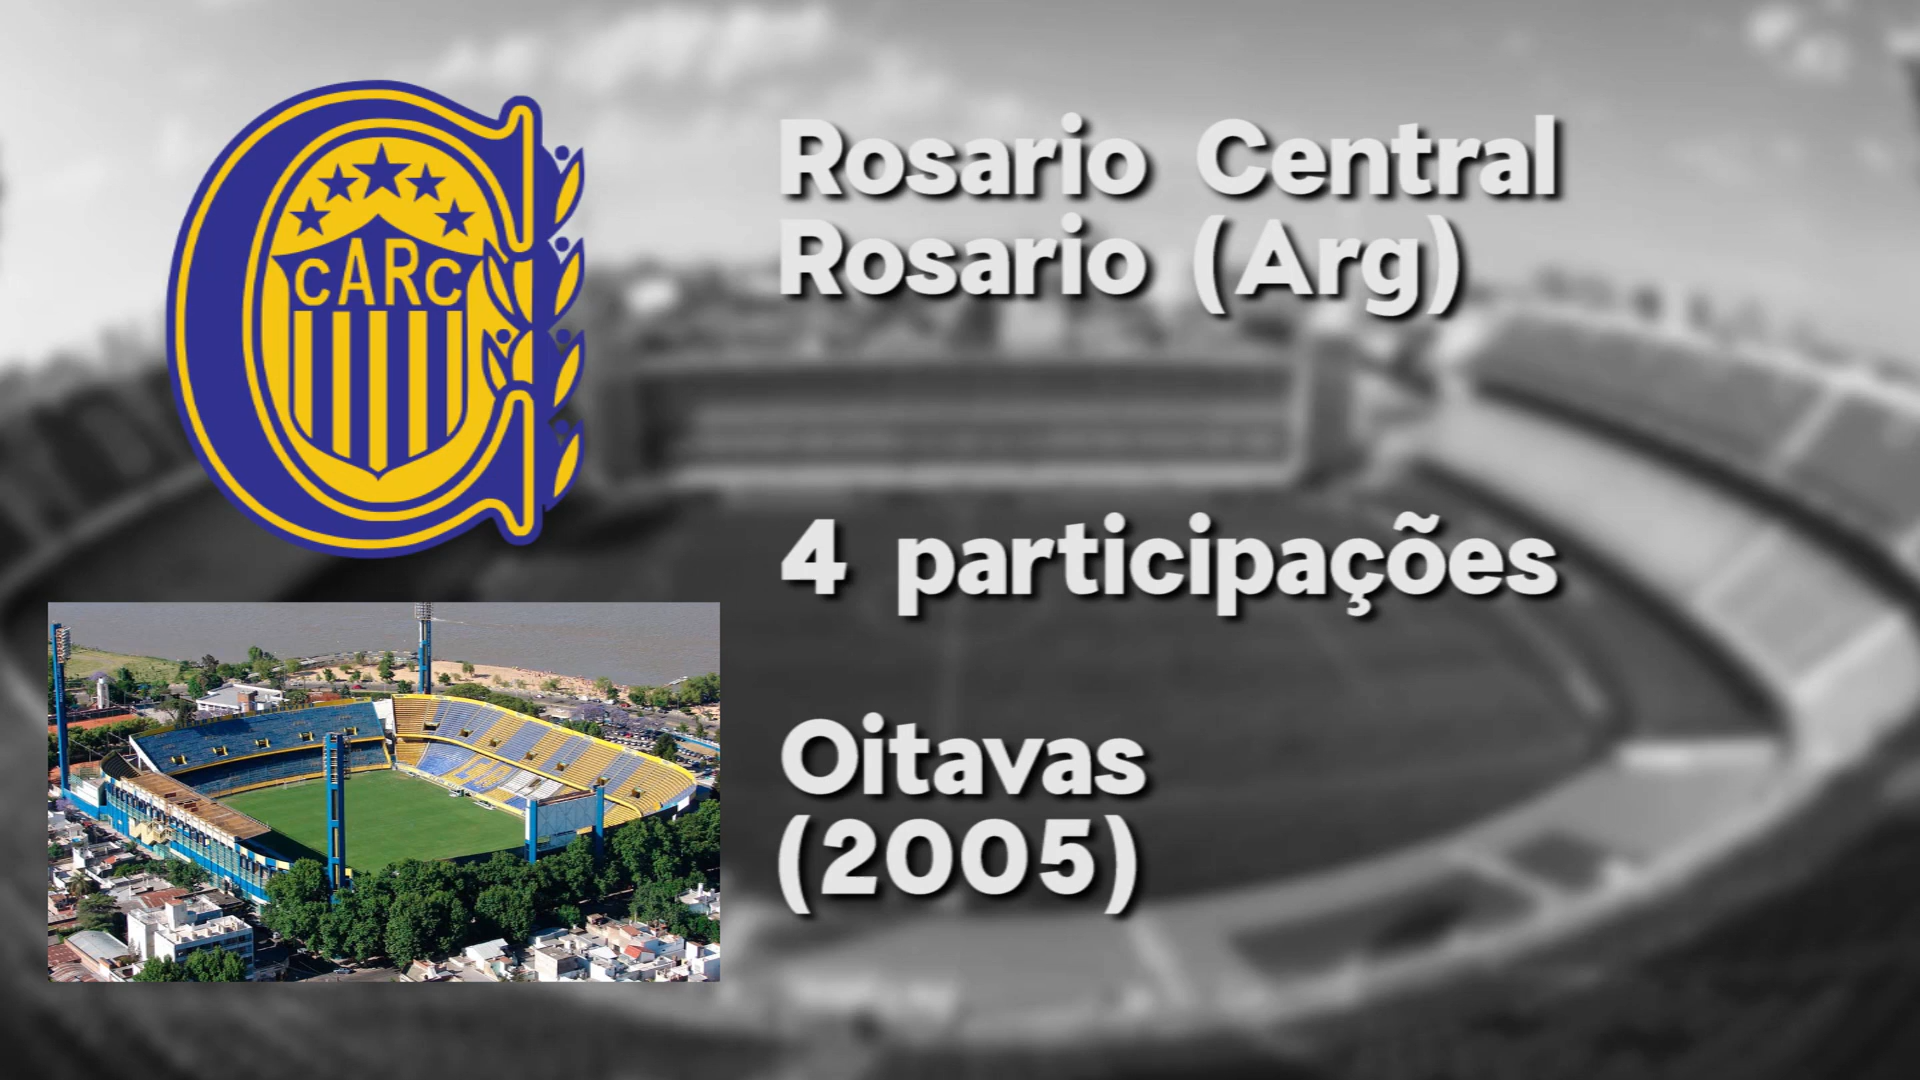 CARC
Rosario Central
Rosario (Arg)
4 participações
Oitavas
(2005)